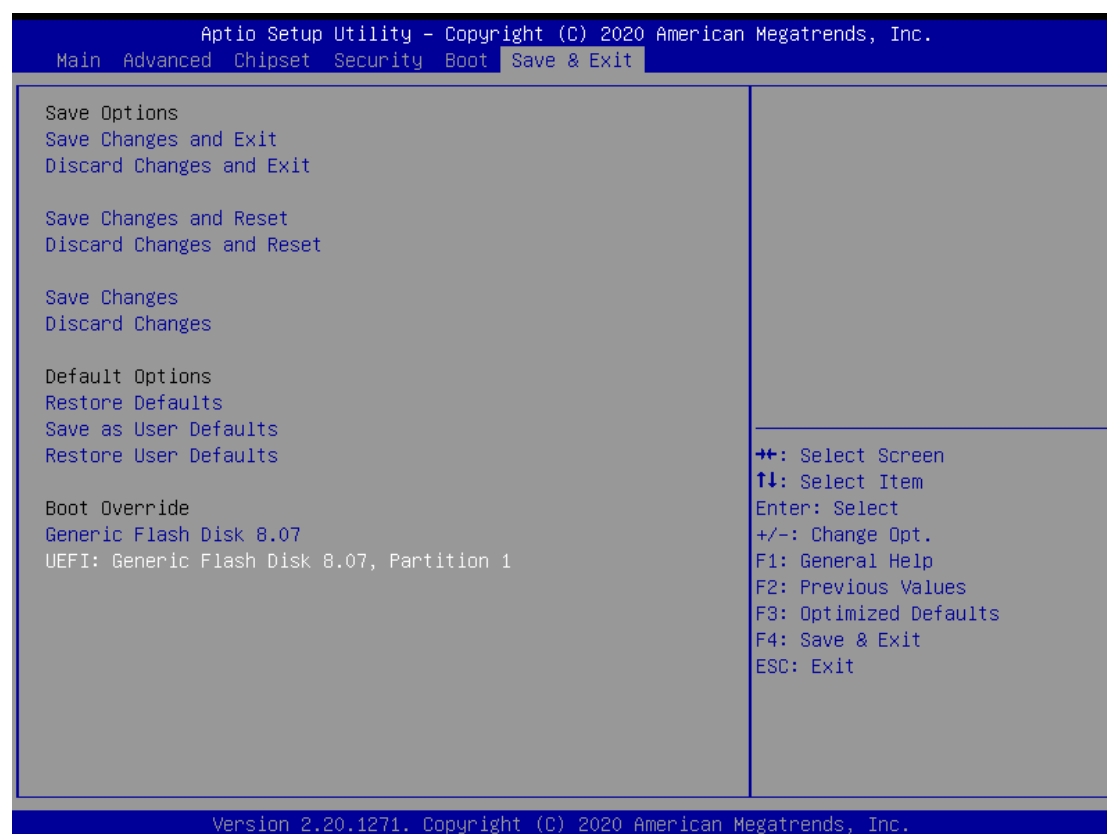 Aptio Setup Utility – Copyright (C) 2020 American Megatrends, Inc.
Main Advanced Chipset Security Boot Save & Exit
Save Options
Save Changes and Exit
Discard Changes and Exit
Save Changes and Reset
Discard Changes and Reset
Save Changes
Discard Changes
Default Options
Restore Defaults
Save as User Defaults
Restore User Defaults
Boot Override
Generic Flash Disk 8.07
UEFI: Generic Flash Disk 8.07, Partition 1
→←: Select Screen
↑↓: Select Item
Enter: Select
+/-: Change Opt.
F1: General Help
F2: Previous Values
F3: Optimized Defaults
F4: Save & Exit
ESC: Exit
Version 2.20.1271. Copyright (C) 2020 American Megatrends, Inc.